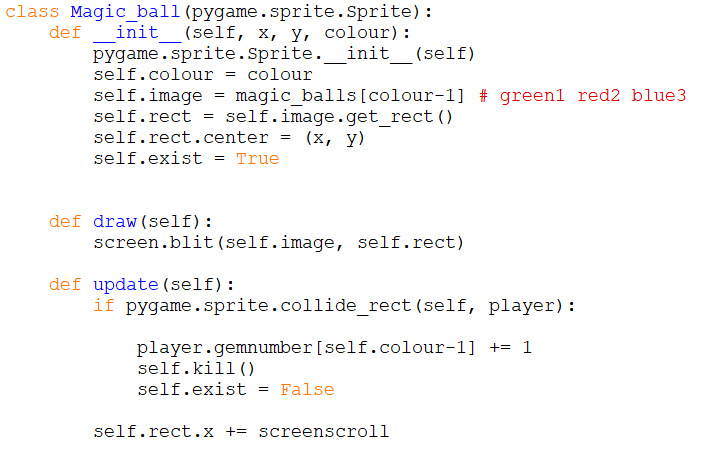 class Magic_ball(pygame.sprite.Sprite):
    def __init__(self, x, y, colour):
        pygame.sprite.Sprite.__init__(self)
        self.colour = colour
        self.image = magic_balls[colour-1] # green1 red2 blue3
        self.rect = self.image.get_rect()
        self.rect.center = (x, y)
        self.exist = True
    def draw(self):
        screen.blit(self.image, self.rect)
    def update(self):
        if pygame.sprite.collide_rect(self, player):
            player.gemnumber[self.colour-1] += 1
            self.kill()
            self.exist = False
        self.rect.x += screenscroll